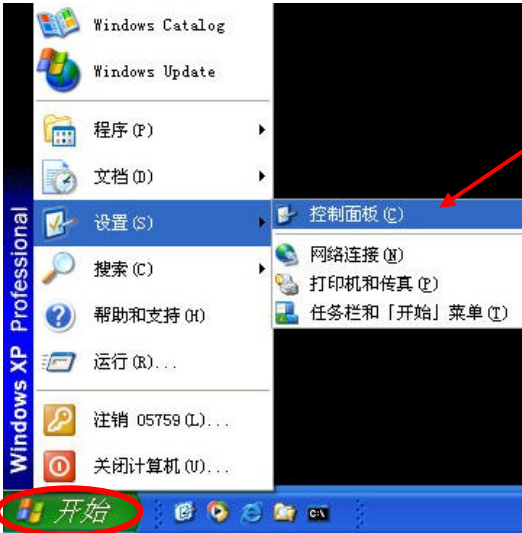 Windows Catalog
Windows Update
程序(P)
文档(D)
设置(S)
控制面板(C)
网络连接(N)
打印机和传真(P)
任务栏和「开始」菜单(T)
搜索(C)
帮助和支持(H)
运行(R)...
注销 05759(L)...
关闭计算机(U)...
Windows XP Professional
开始
C:\